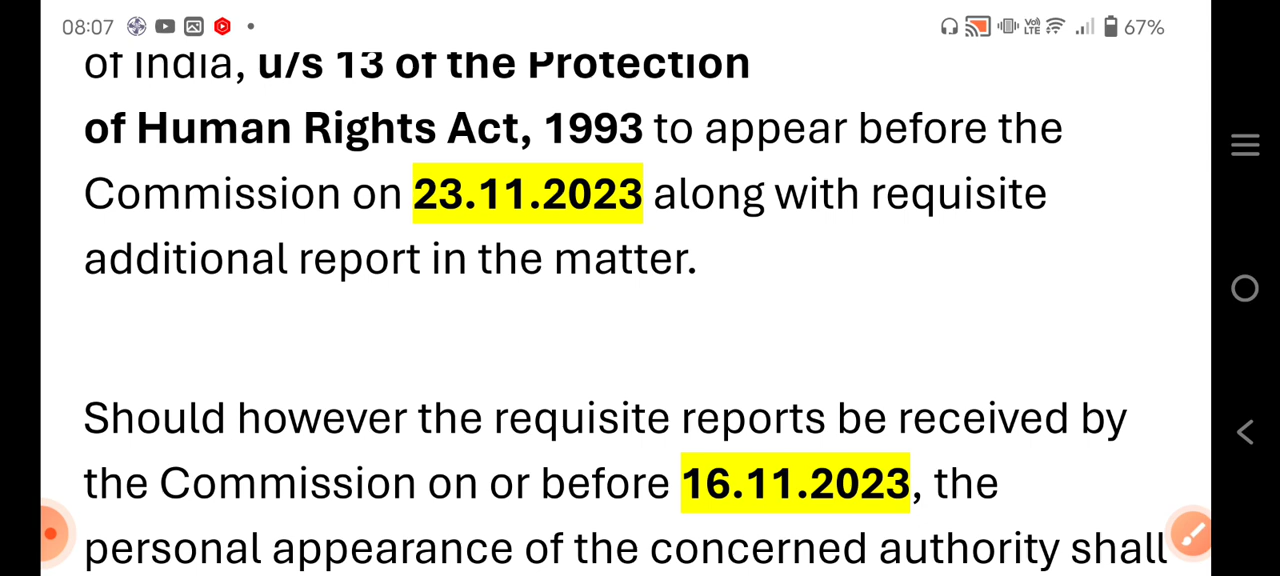 08:07
Vo) LTE 67%
of India, u/s 13 of the Protection
of Human Rights Act, 1993 to appear before the
Commission on 23.11.2023 along with requisite
additional report in the matter.
Should however the requisite reports be received by
the Commission on or before 16.11.2023, the
personal appearance of the concerned authority shall